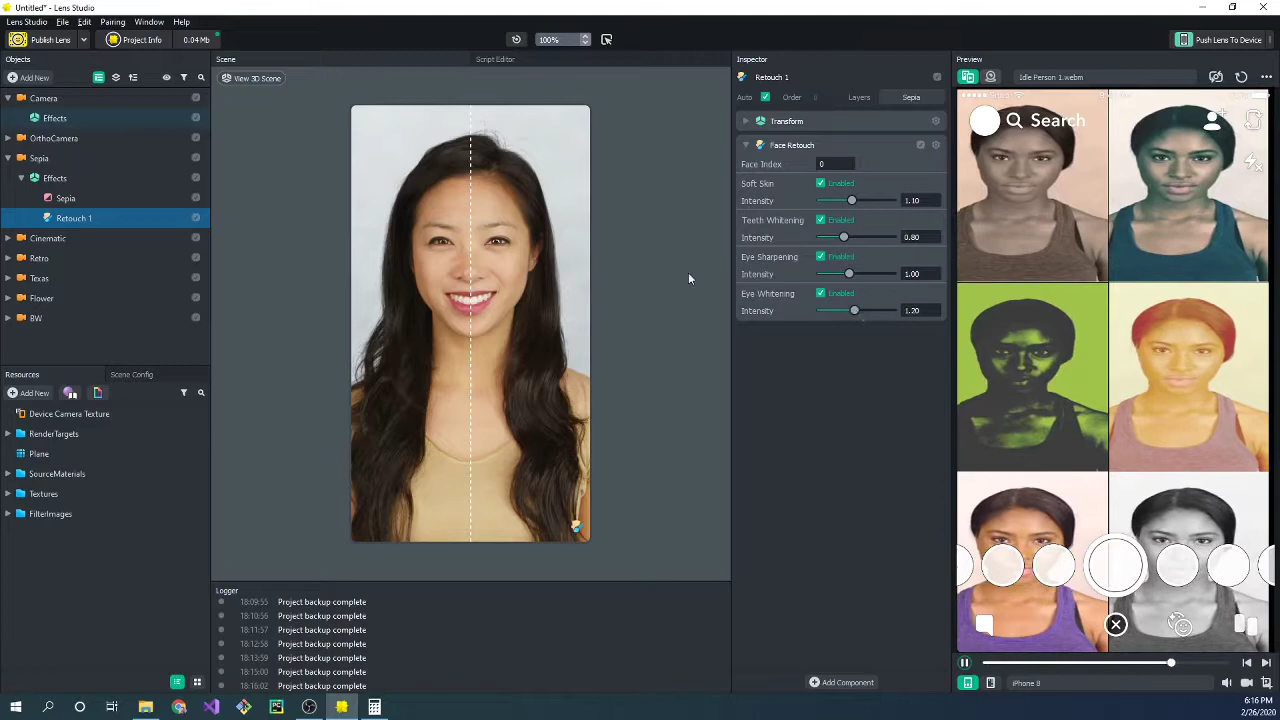 Untitled* - Lens Studio
Lens Studio File Edit Pairing Window Help
Publish Lens Project Info 0.04 Mb 100% Push Lens To Device
Objects
Add New
Camera
Effects
OrthoCamera
Sepia
Effects
Sepia
Retouch 1
Cinematic
Retro
Texas
Flower
BW
Resources Scene Config
Add New
Device Camera Texture
RenderTargets
Plane
SourceMaterials
Textures
FilterImages
Scene Script Editor
View 3D Scene
Logger
18:09:55 Project backup complete
18:10:56 Project backup complete
18:11:57 Project backup complete
18:12:58 Project backup complete
18:13:59 Project backup complete
18:15:00 Project backup complete
18:16:02 Project backup complete
Inspector
Retouch 1
Auto Order 0 Layers Sepia
Transform
Face Retouch
Face Index 0
Soft Skin Enabled
Intensity 1.10
Teeth Whitening Enabled
Intensity 0.80
Eye Sharpening Enabled
Intensity 1.00
Eye Whitening Enabled
Intensity 1.20
Add Component
Preview
Idle Person 1.webm
Search
iPhone 8
6:16 PM
2/26/2020